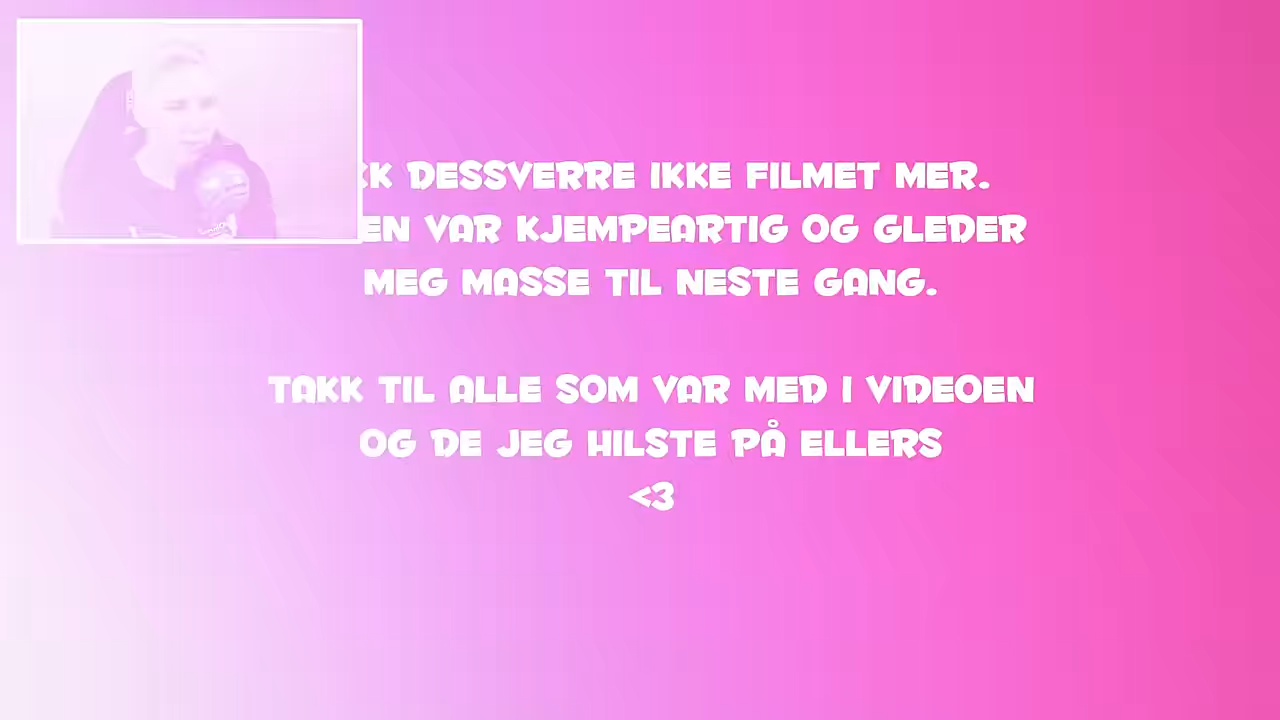 DESSVERRE IKKE FILMET MER.
VAR KJEMPEARTIG OG GLEDER
MEG MASSE TIL NESTE GANG.
TAKK TIL ALLE SOM VAR MED I VIDEOEN
OG DE JEG HILSTE PÅ ELLERS
<3